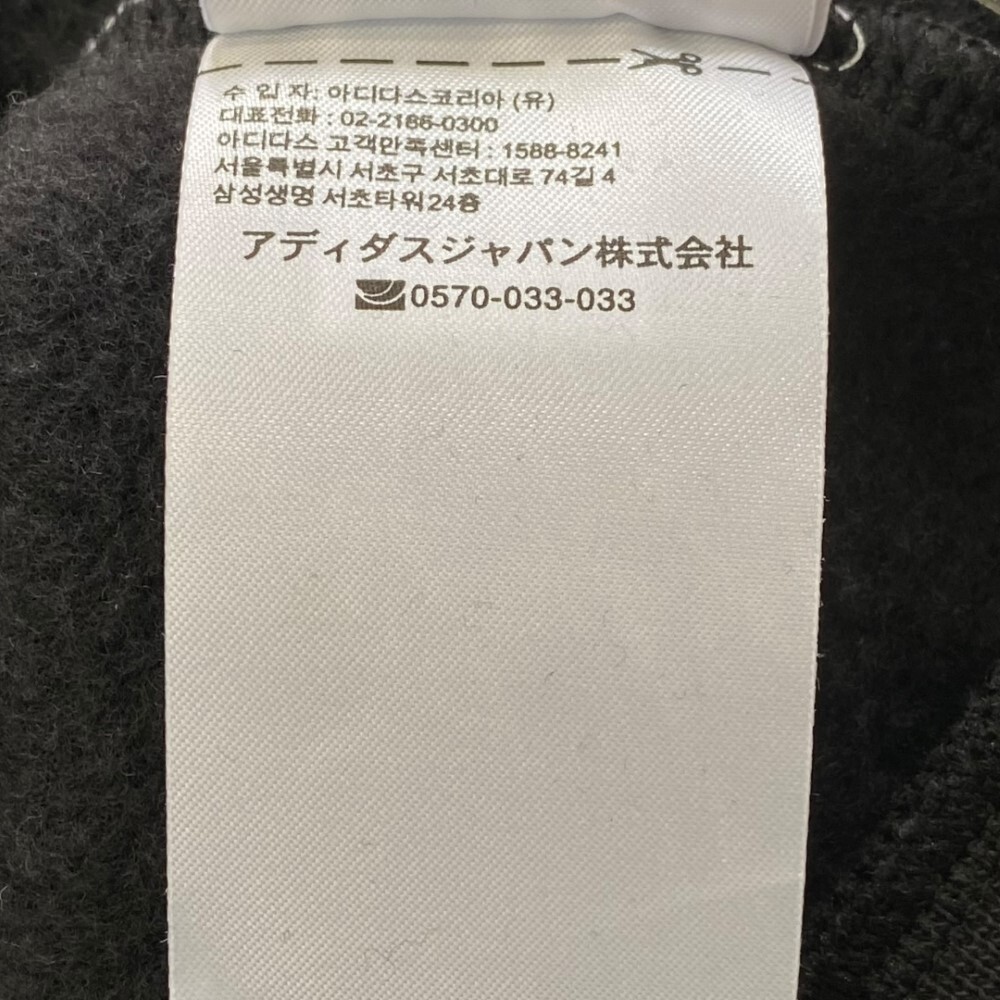 수 입 자: 아디다스코리아 (유)
대표전화 : 02-2186-0300
아디다스 고객만족센터 : 1588-8241
서울특별시 서초구 서초대로 74길 4
삼성생명 서초타워24층
アディダスジャパン株式会社
0570-033-033